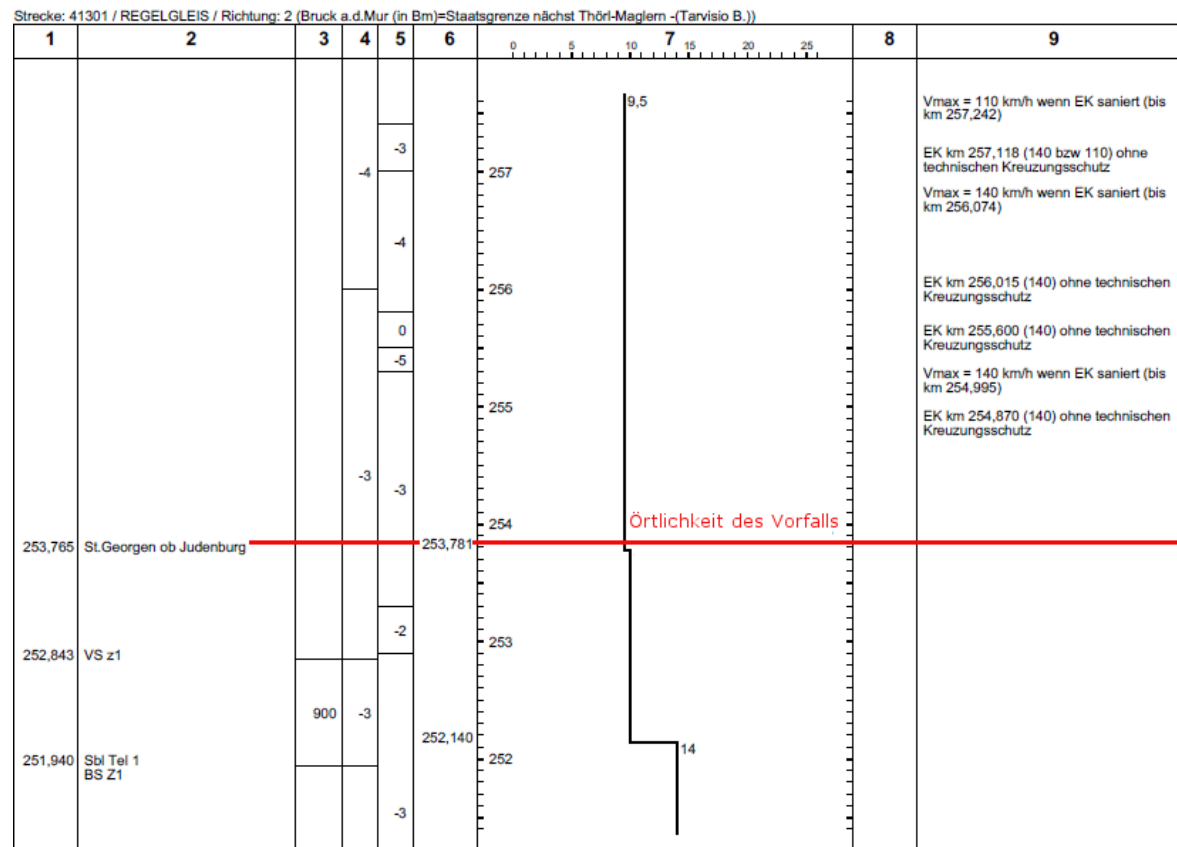 Strecke: 41301 / REGELGLEIS / Richtung: 2 (Bruck a.d.Mur (in Bm)=Staatsgrenze nächst Thörl-Maglern -(Tarvisio B.))
1 2 3 4 5 6 7 8 9
0 5 10 15 20 25
9,5
Vmax = 110 km/h wenn EK saniert (bis
km 257,242)
-3
EK km 257,118 (140 bzw 110) ohne
technischen Kreuzungsschutz
-4
257
Vmax = 140 km/h wenn EK saniert (bis
km 256,074)
-4
EK km 256,015 (140) ohne technischen
Kreuzungsschutz
256
0
EK km 255,600 (140) ohne technischen
Kreuzungsschutz
-5
Vmax = 140 km/h wenn EK saniert (bis
km 254,995)
255
EK km 254,870 (140) ohne technischen
Kreuzungsschutz
-3
-3
Örtlichkeit des Vorfalls
254
253,765 St.Georgen ob Judenburg 253,781
-2
253
252,843 VS z1
900 -3
252,140
14
251,940 Sbl Tel 1
252
BS Z1
-3